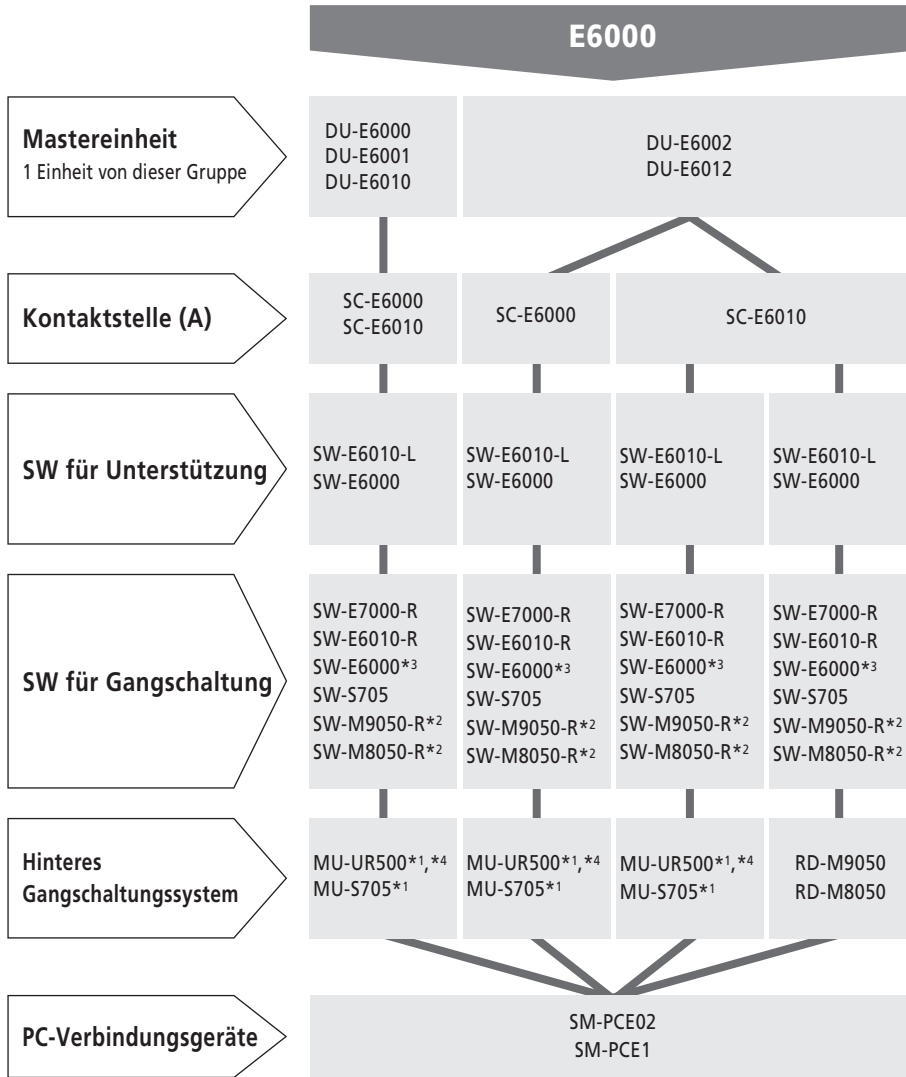 E6000
Mastereinheit
1 Einheit von dieser Gruppe
DU-E6000
DU-E6001
DU-E6010
DU-E6002
DU-E6012
Kontaktstelle (A)
SC-E6000
SC-E6010
SC-E6000
SC-E6010
SW für Unterstützung
SW-E6010-L
SW-E6000
SW-E6010-L
SW-E6000
SW-E6010-L
SW-E6000
SW-E6010-L
SW-E6000
SW für Gangschaltung
SW-E7000-R
SW-E6010-R
SW-E6000*3
SW-S705
SW-M9050-R*2
SW-M8050-R*2
SW-E7000-R
SW-E6010-R
SW-E6000*3
SW-S705
SW-M9050-R*2
SW-M8050-R*2
SW-E7000-R
SW-E6010-R
SW-E6000*3
SW-S705
SW-M9050-R*2
SW-M8050-R*2
SW-E7000-R
SW-E6010-R
SW-E6000*3
SW-S705
SW-M9050-R*2
SW-M8050-R*2
Hinteres
Gangschaltungssystem
MU-UR500*1,*4
MU-S705*1
MU-UR500*1,*4
MU-S705*1
MU-UR500*1,*4
MU-S705*1
RD-M9050
RD-M8050
PC-Verbindungsgeräte
SM-PCE02
SM-PCE1